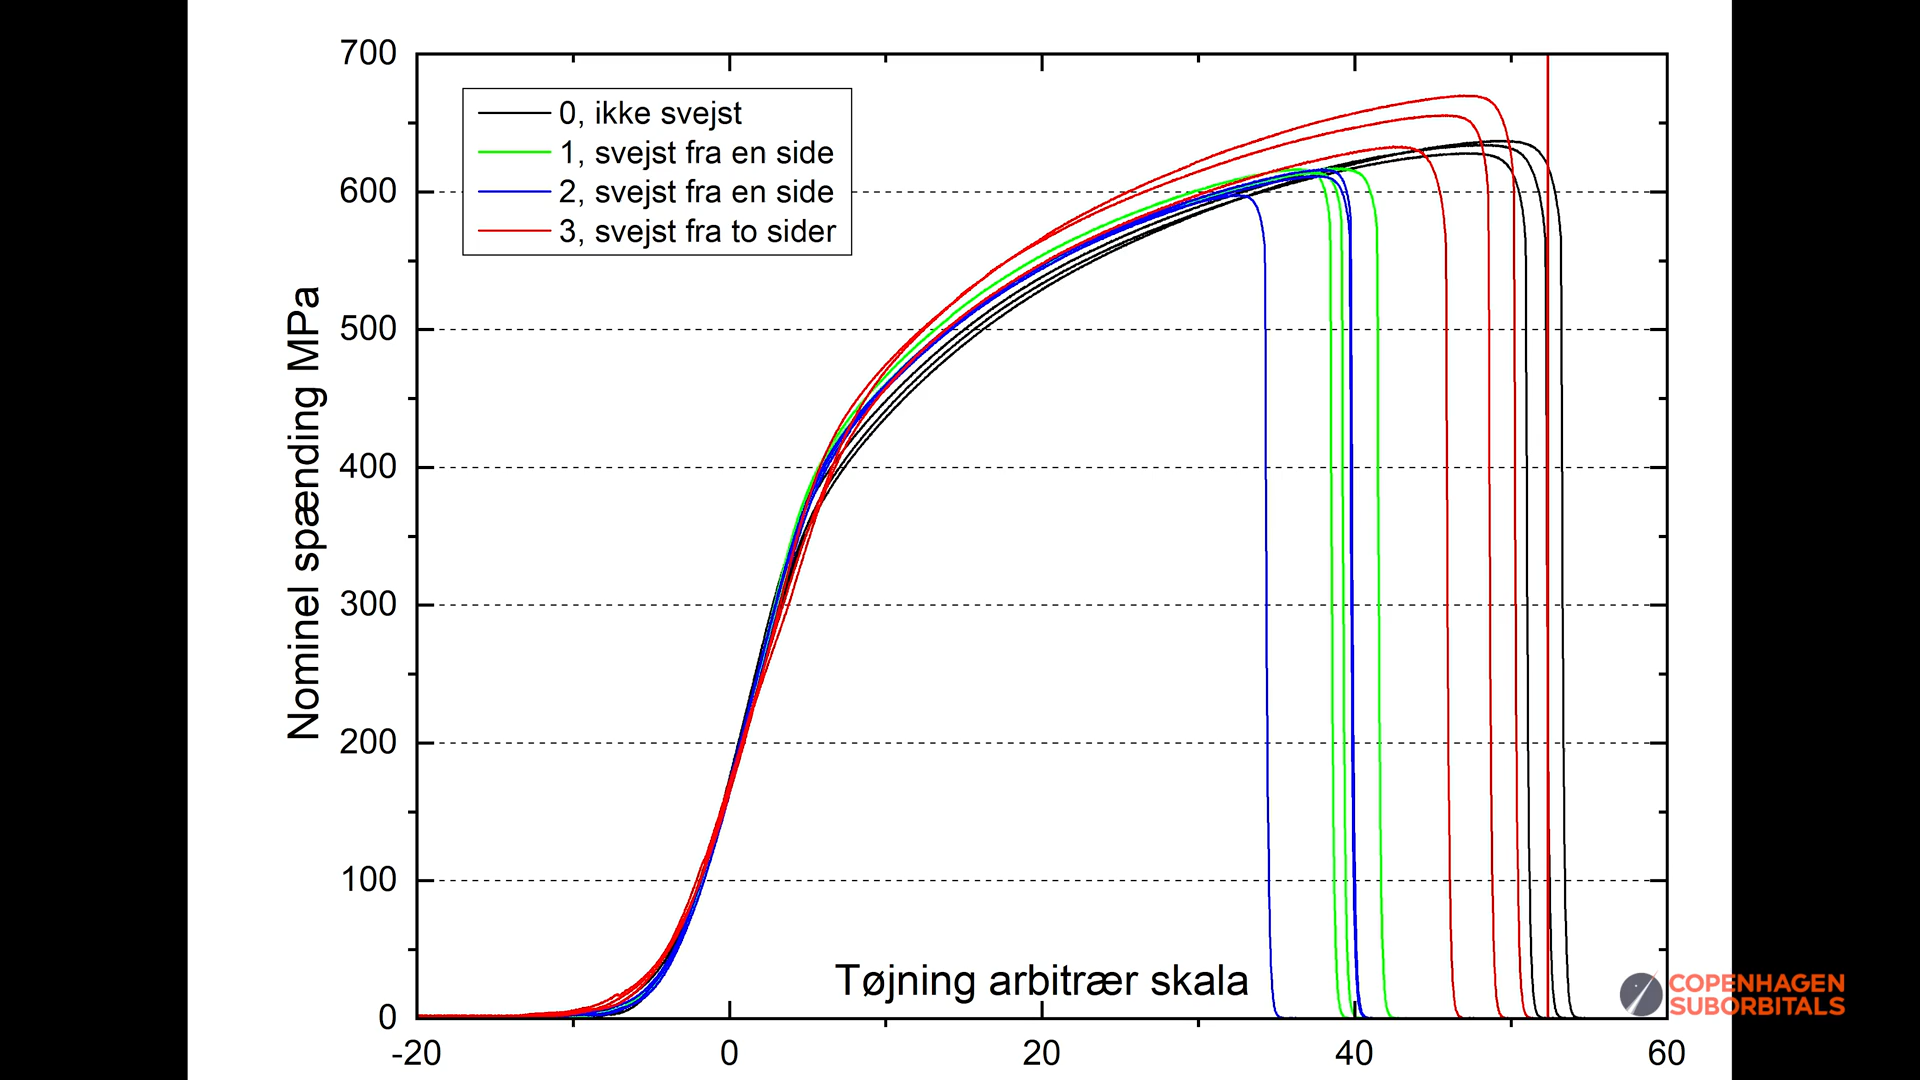 700
0, ikke svejst
1, svejst fra en side
2, svejst fra en side
3, svejst fra to sider
600
500
400
300
200
100
0
Nominel spænding MPa
Tøjning arbitrær skala
-20
0
20
40
60
COPENHAGEN
SUBORBITALS